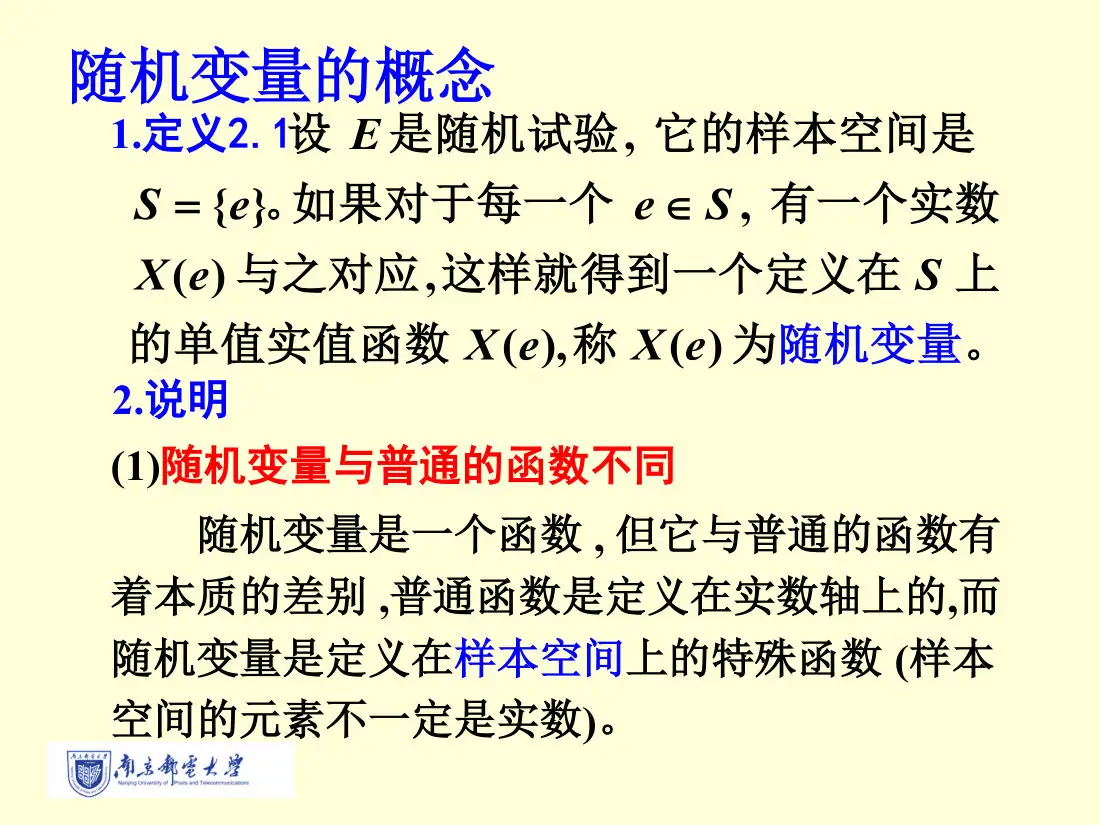 随机变量的概念
1.定义2.1设 E 是随机试验, 它的样本空间是
S = {e}。如果对于每一个 e ∈ S, 有一个实数
X(e) 与之对应,这样就得到一个定义在 S 上
的单值实值函数 X(e),称 X(e) 为随机变量。
2.说明
(1)随机变量与普通的函数不同
随机变量是一个函数 , 但它与普通的函数有
着本质的差别 ,普通函数是定义在实数轴上的,而
随机变量是定义在样本空间上的特殊函数 (样本
空间的元素不一定是实数)。
南京邮电大学
Nanjing University of Posts and Telecommunications